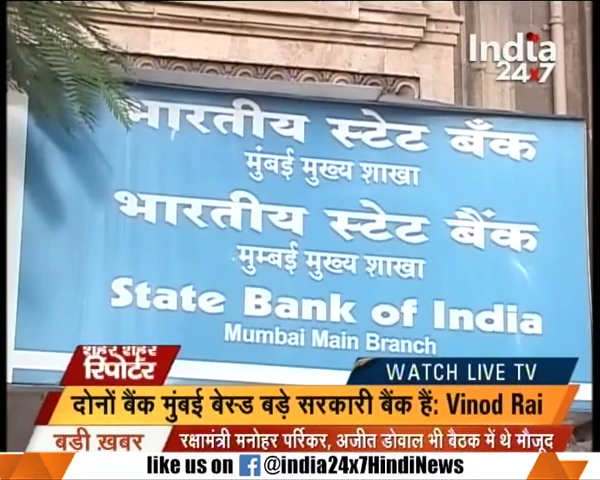 India
24x7
भारतीय स्टेट बँक
मुंबई मुख्य शाखा
भारतीय स्टेट बैंक
मुम्बई मुख्य शाखा
State Bank of India
Mumbai Main Branch
शहर शहर
रिपोर्टर
WATCH LIVE TV
दोनों बैंक मुंबई बेस्ड बड़े सरकारी बैंक हैं: Vinod Rai
बड़ी ख़बर
रक्षामंत्री मनोहर पर्रिकर, अजीत डोवाल भी बैठक में थे मौजूद
like us on f @india24x7HindiNews